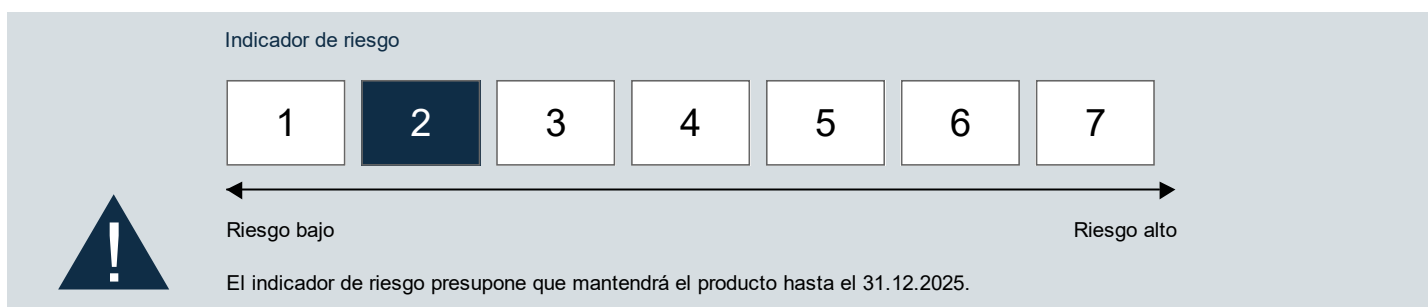 Indicador de riesgo
1 2 3 4 5 6 7
Riesgo bajo Riesgo alto
!
El indicador de riesgo presupone que mantendrá el producto hasta el 31.12.2025.